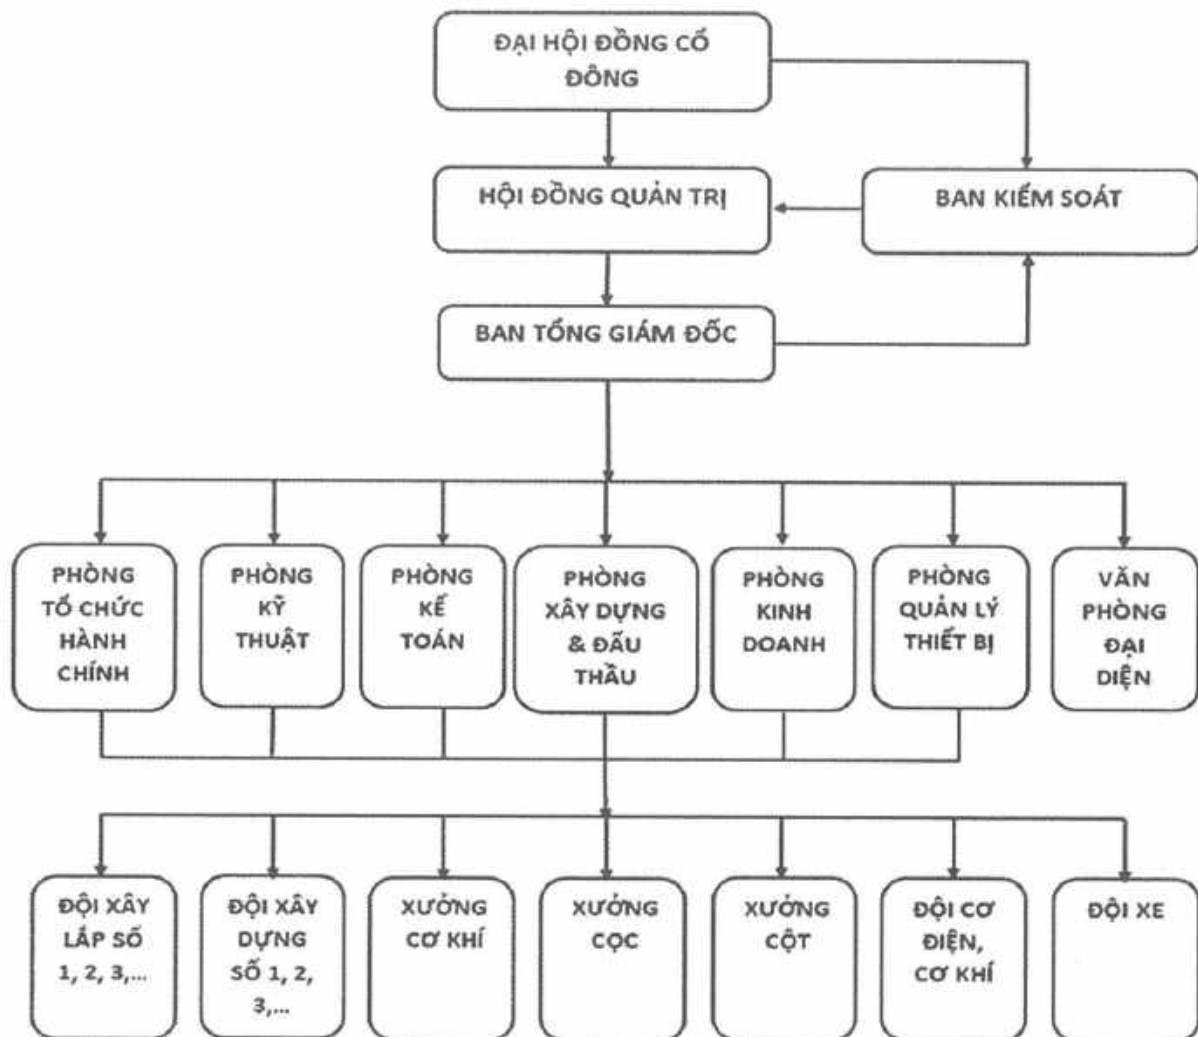 ĐẠI HỘI ĐỒNG CỔ
ĐÔNG
HỘI ĐỒNG QUẢN TRỊ
BAN KIỂM SOÁT
BAN TỔNG GIÁM ĐỐC
PHÒNG
TỔ CHỨC
HÀNH
CHÍNH
PHÒNG
KỸ
THUẬT
PHÒNG
KẾ
TOÁN
PHÒNG
XÂY DỰNG
& ĐẤU
THẦU
PHÒNG
KINH
DOANH
PHÒNG
QUẢN LÝ
THIẾT BỊ
VĂN
PHÒNG
ĐẠI
DIỆN
ĐỘI XÂY
LẮP SỐ
1, 2, 3,...
ĐỘI XÂY
DỰNG
SỐ 1, 2,
3,...
XƯỞNG
CƠ KHÍ
XƯỞNG
CỌC
XƯỞNG
CỘT
ĐỘI CƠ
ĐIỆN,
CƠ KHÍ
ĐỘI XE